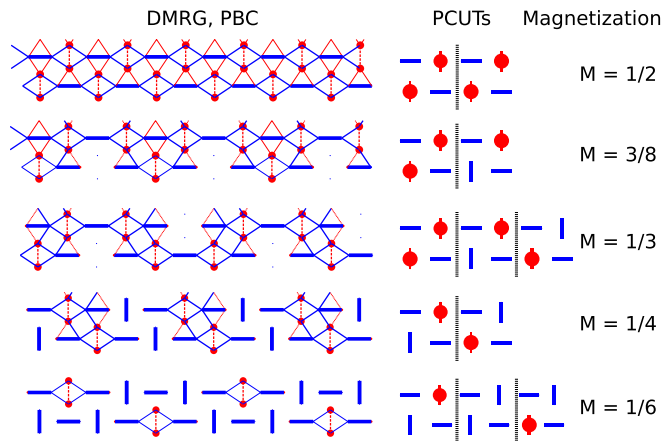 DMRG, PBC PCUTs Magnetization
M = 1/2
M = 3/8
M = 1/3
M = 1/4
M = 1/6